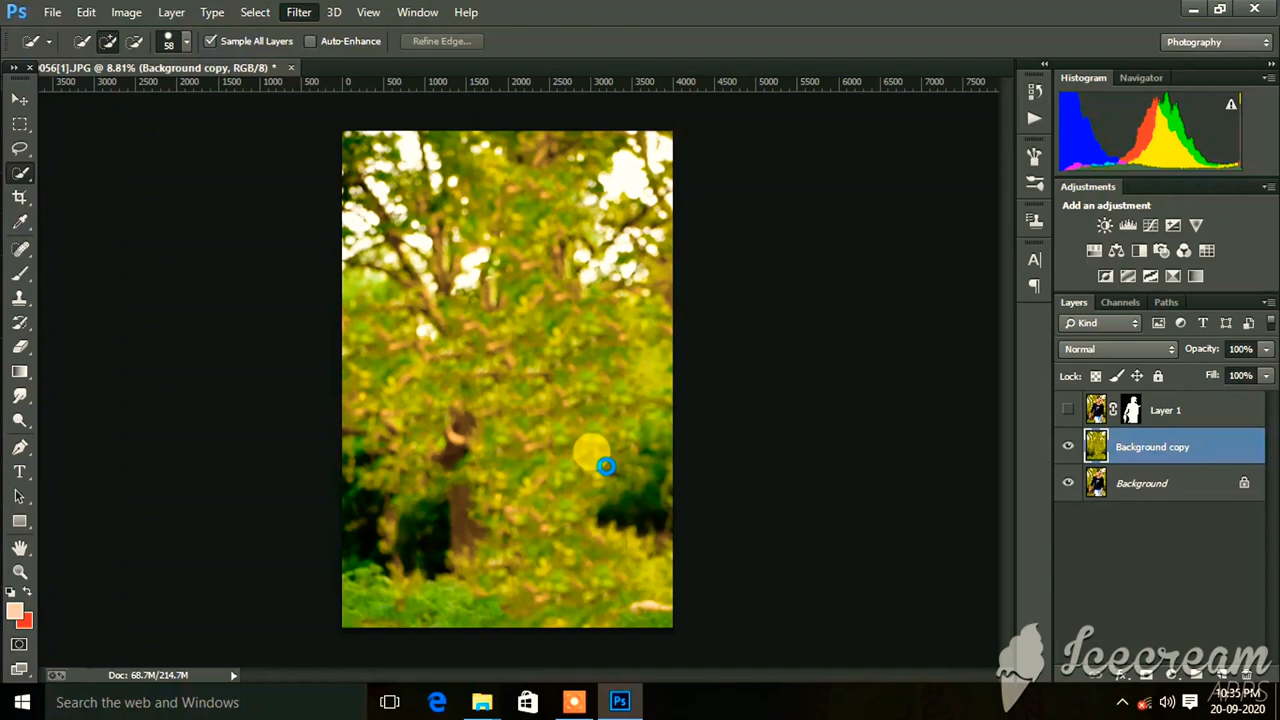 Ps File Edit Image Layer Type Select Filter 3D View Window Help
58 Sample All Layers Auto-Enhance Refine Edge... Photography
056[1].JPG @ 8.81% (Background copy, RGB/8) *
3500 3000 2500 2000 1500 1000 500 0 500 1000 1500 2000 2500 3000 3500 4000 4500 5000 5500 6000 6500 7000 7500
Histogram Navigator
Adjustments
Add an adjustment
Layers Channels Paths
Kind
Normal Opacity: 100%
Lock: Fill: 100%
Layer 1
Background copy
Background
Doc: 68.7M/214.7M
Icecream
APPS
Search the web and Windows
10:35 PM
20-09-2020